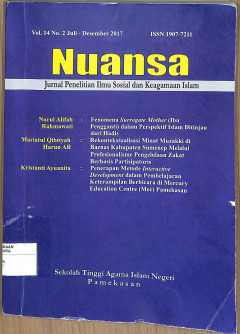 Vol. 14 No. 2 Juli - Desember 2017 ISSN 1907-7211
Nuansa
Jurnal Penelitian Ilmu Sosial dan Keagamaan Islam
Nurul Alifah Rahmawati : Fenomena Surrogate Mother (Ibu
Pengganti) dalam Perspektif Islam Ditinjau
dari Hadis
Mariatul Qibtiyah
Harun AR : Rekontekstualisasi Minat Muzakki di
Baznas Kabupaten Sumenep Melalui
Profesionalisme Pengelolaan Zakat
Berbasis Partisipatoris
Kristanti Ayuanita : Penerapan Metode Interactive
Development dalam Pembelajaran
Keterampilan Berbicara di Mercury
Education Centre (Mec) Pamekasan
Sekolah Tinggi Agama Islam Negeri
Pamekasan